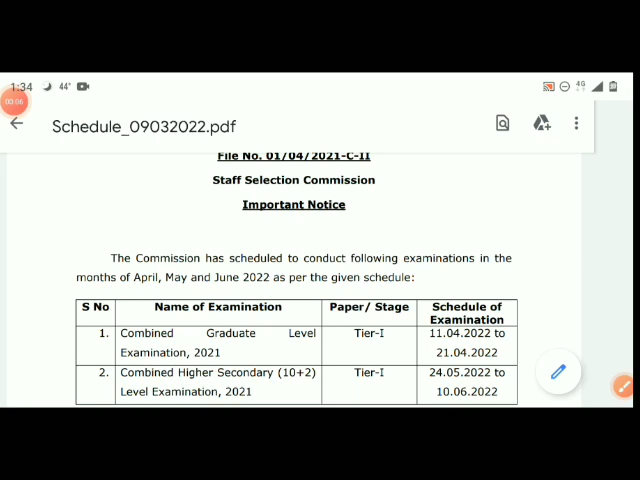 1:34 44° 4G
00:06
Schedule_09032022.pdf
File No. 01/04/2021-C-II
Staff Selection Commission
Important Notice
The Commission has scheduled to conduct following examinations in the
months of April, May and June 2022 as per the given schedule:
S No Name of Examination Paper/ Stage Schedule of
Examination
1. Combined Graduate Level Tier-I 11.04.2022 to
Examination, 2021 21.04.2022
2. Combined Higher Secondary (10+2) Tier-I 24.05.2022 to
Level Examination, 2021 10.06.2022